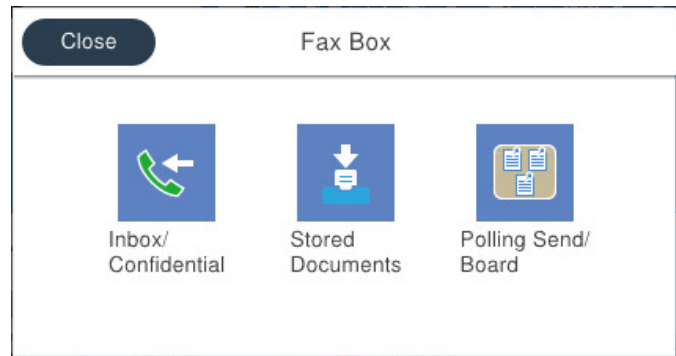 Close
Fax Box
Inbox/
Confidential
Stored
Documents
Polling Send/
Board